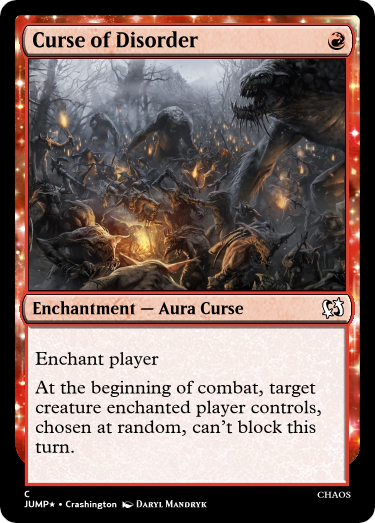 Curse of Disorder
Enchantment — Aura Curse
Enchant player
At the beginning of combat, target
creature enchanted player controls,
chosen at random, can't block this
turn.
C
JUMP★ • Crashington DARYL MANDRYK
CHAOS